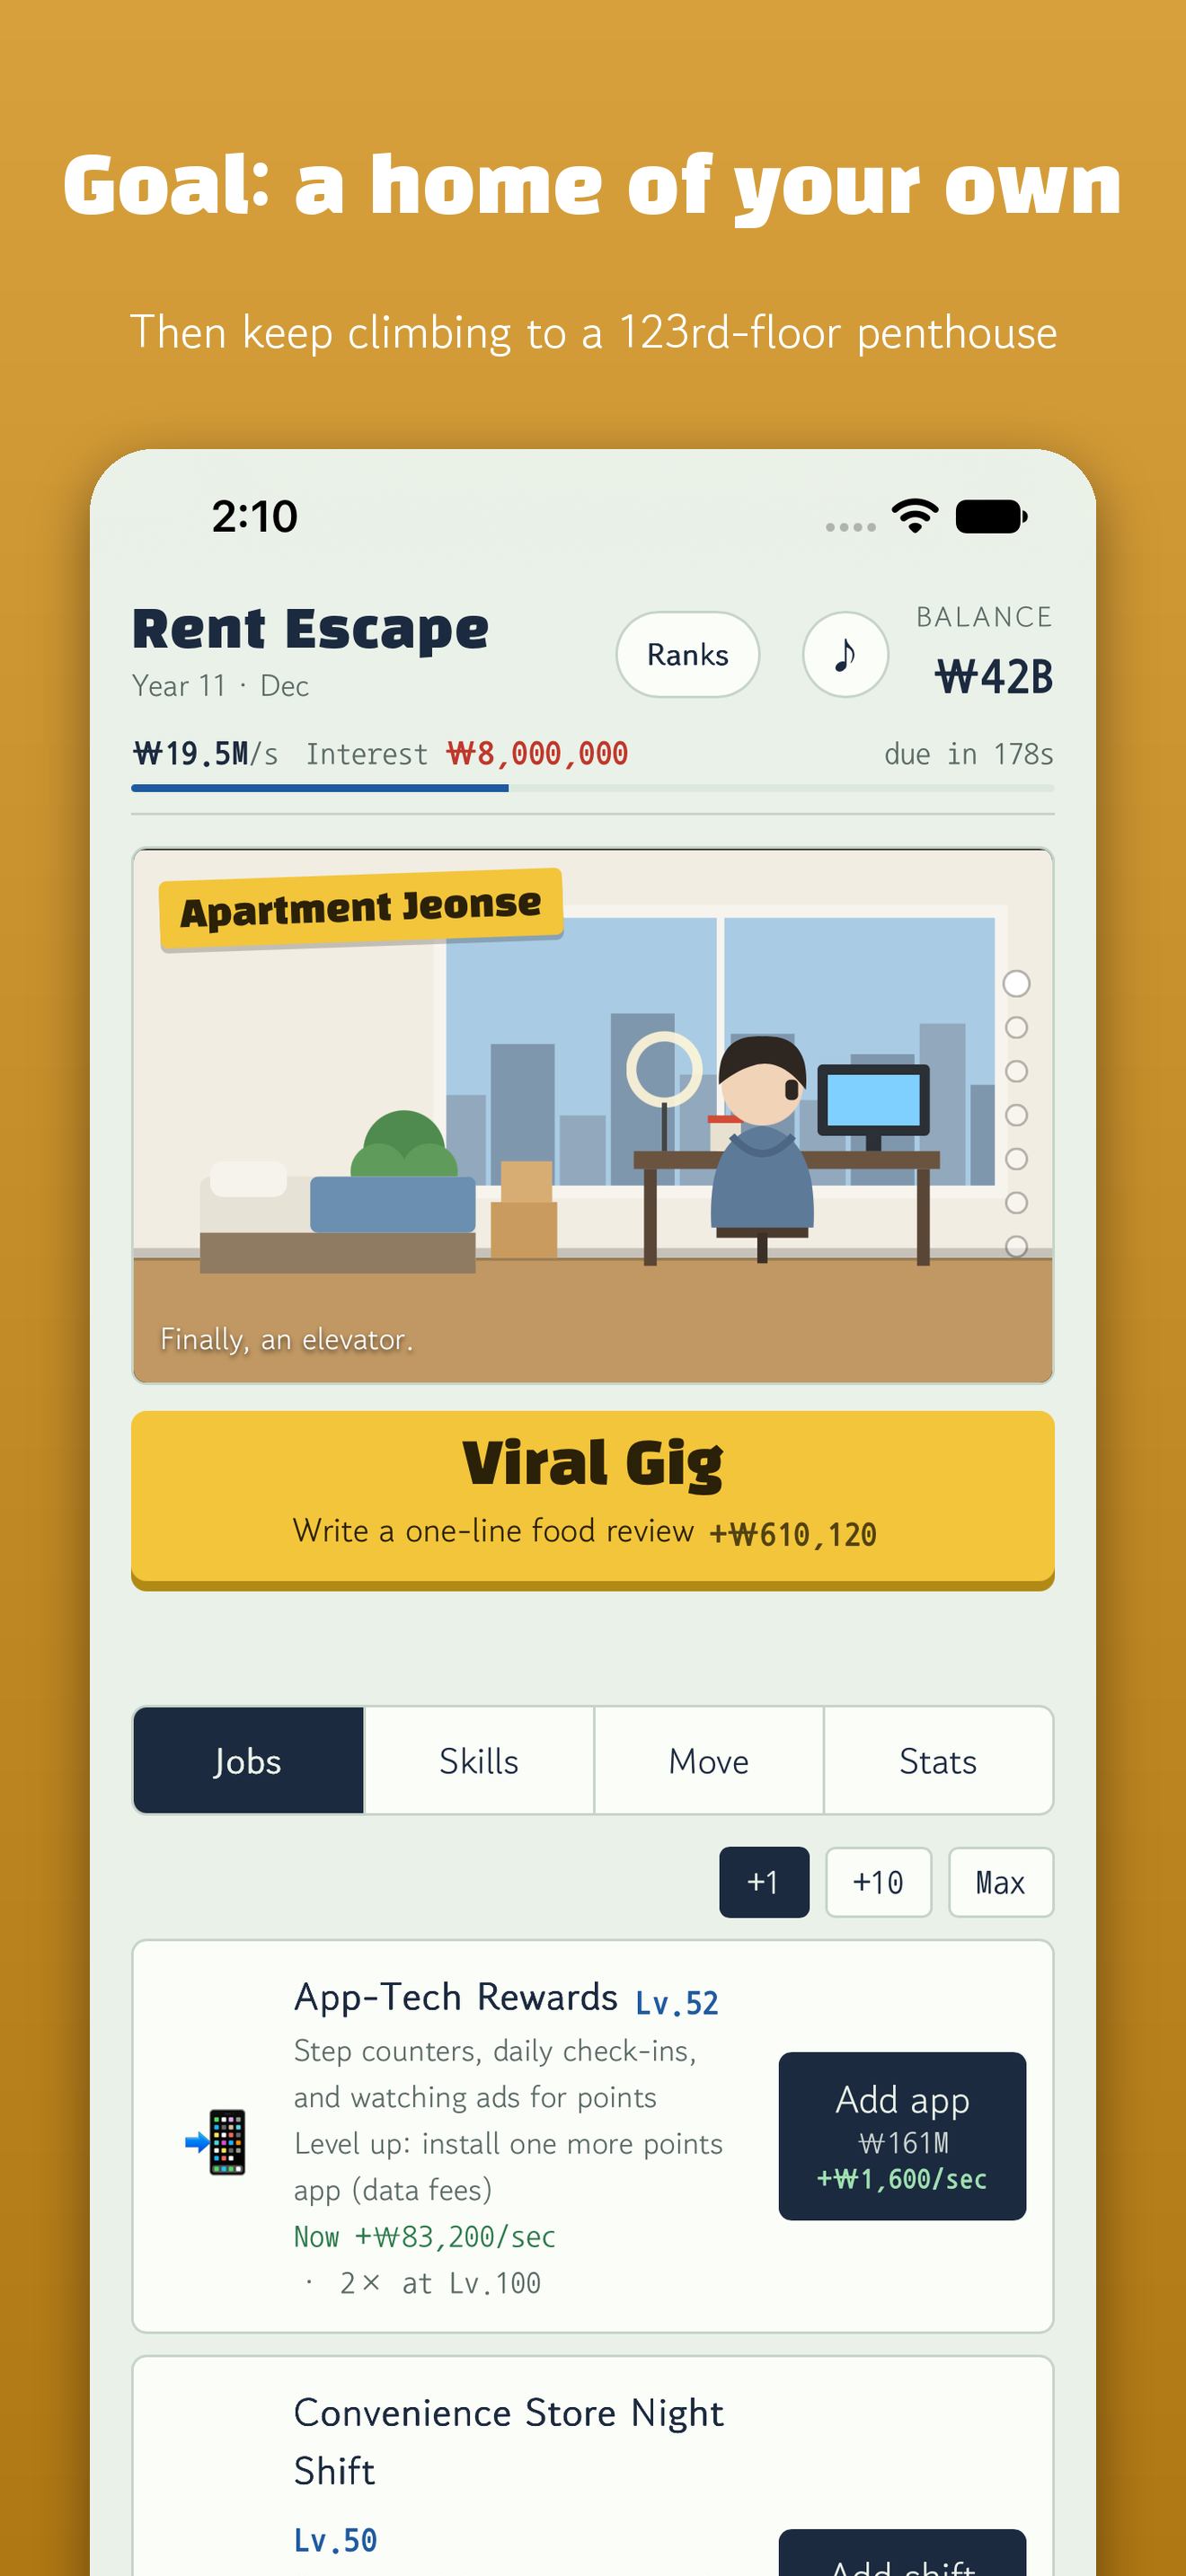 Goal: a home of your own
Then keep climbing to a 123rd-floor penthouse
2:10
Rent Escape
Year 11 · Dec
Ranks
♪
BALANCE
₩42B
₩19.5M/s Interest ₩8,000,000 due in 178s
Apartment Jeonse
Finally, an elevator.
Viral Gig
Write a one-line food review +₩610,120
Jobs Skills Move Stats
+1 +10 Max
App-Tech Rewards Lv.52
Step counters, daily check-ins,
and watching ads for points
Level up: install one more points
app (data fees)
Now +₩83,200/sec
· 2× at Lv.100
Add app
₩161M
+₩1,600/sec
Convenience Store Night
Shift
Lv.50
Add shift